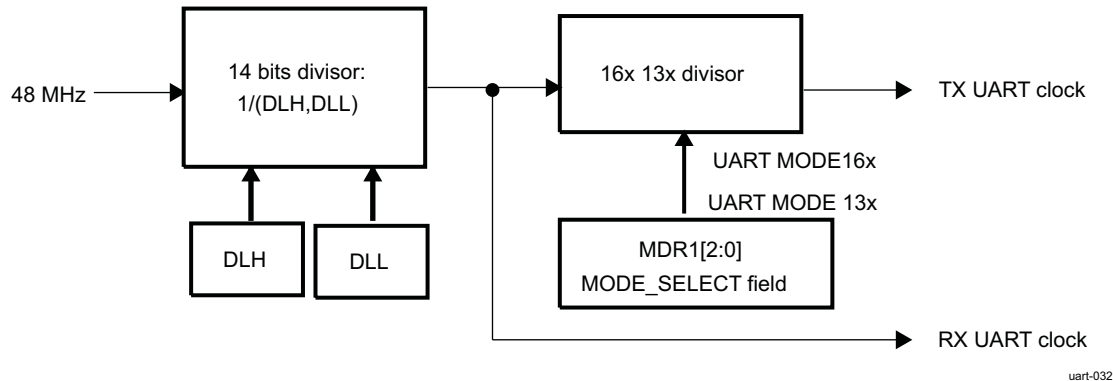 48 MHz
14 bits divisor:
1/(DLH,DLL)
16x 13x divisor
TX UART clock
UART MODE16x
UART MODE 13x
DLH
DLL
MDR1[2:0]
MODE_SELECT field
RX UART clock
uart-032